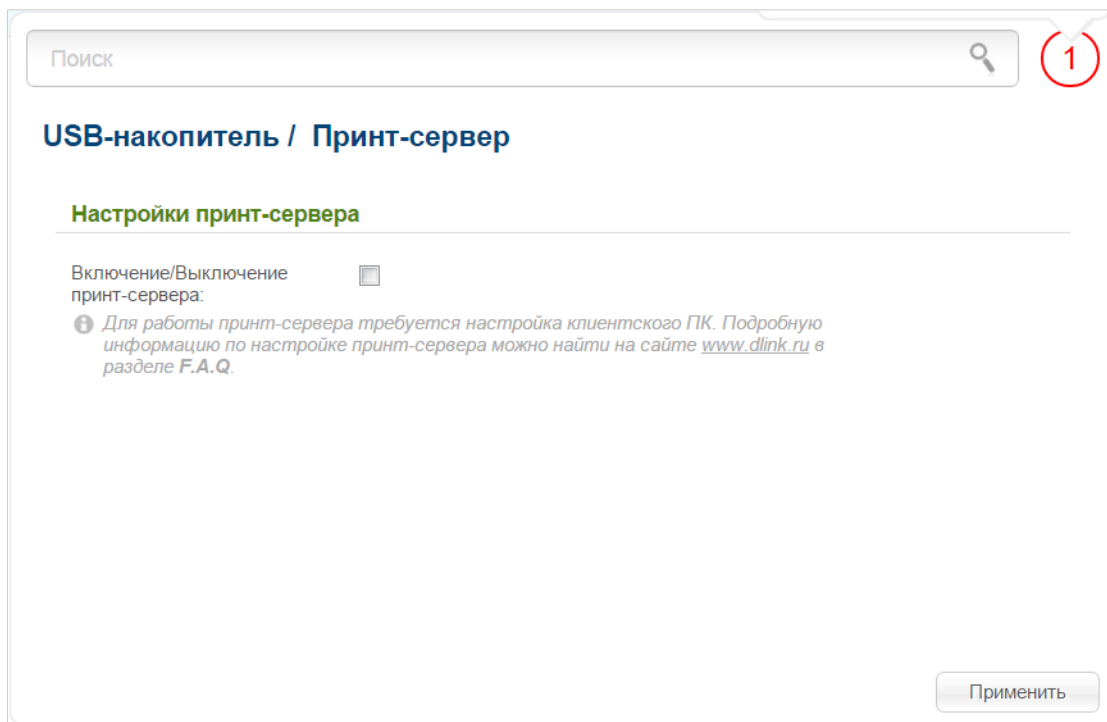 Поиск
1
USB-накопитель / Принт-сервер
Настройки принт-сервера
Включение/Выключение
принт-сервера:
Для работы принт-сервера требуется настройка клиентского ПК. Подробную
информацию по настройке принт-сервера можно найти на сайте www.dlink.ru в
разделе F.A.Q.
Применить